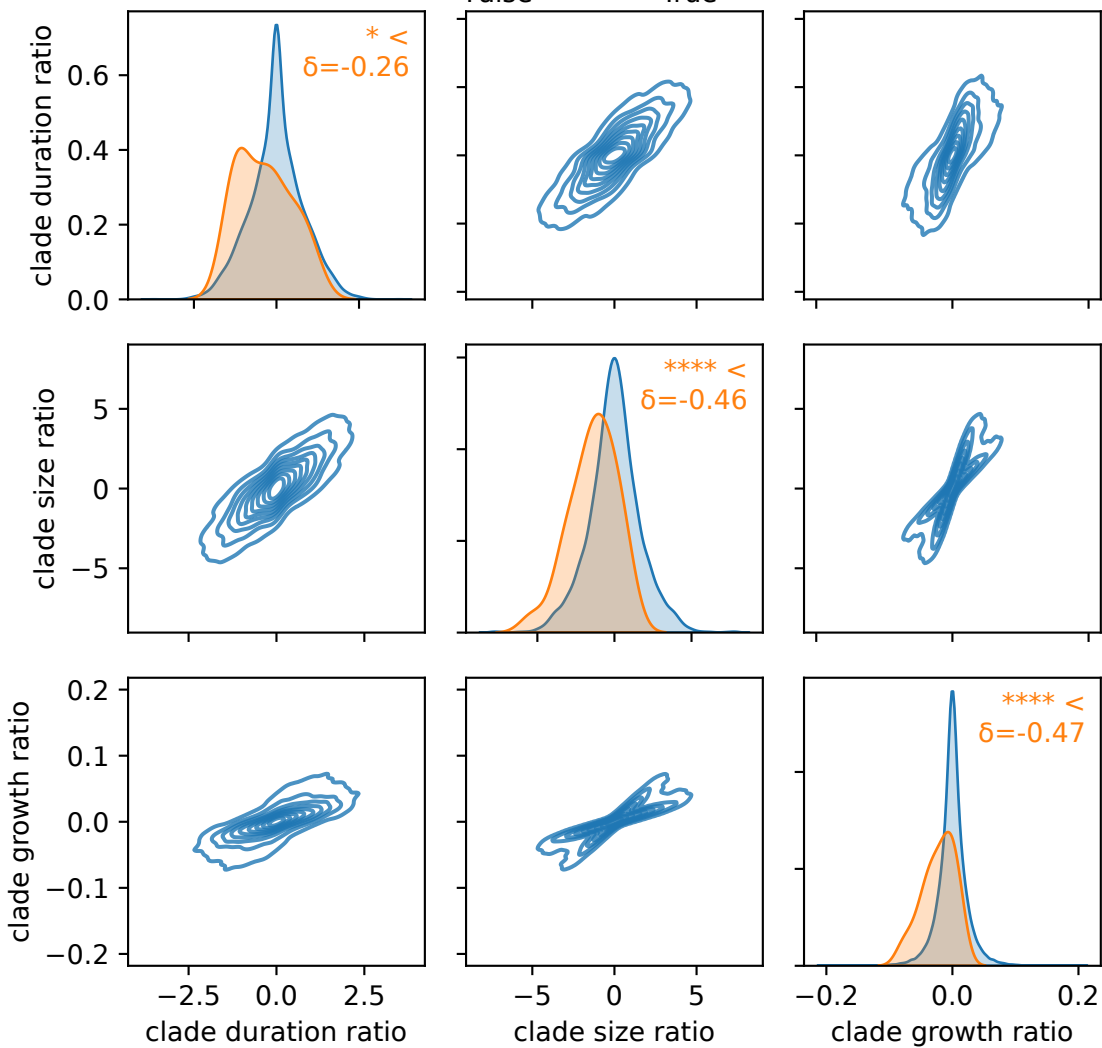 clade duration ratio
0.6
0.4
0.2
0.0
* <
δ=-0.26
clade size ratio
5
0
−5
**** <
δ=-0.46
clade growth ratio
0.2
0.1
0.0
−0.1
−0.2
**** <
δ=-0.47
−2.5
0.0
2.5
clade duration ratio
−5
0
5
clade size ratio
−0.2
0.0
0.2
clade growth ratio